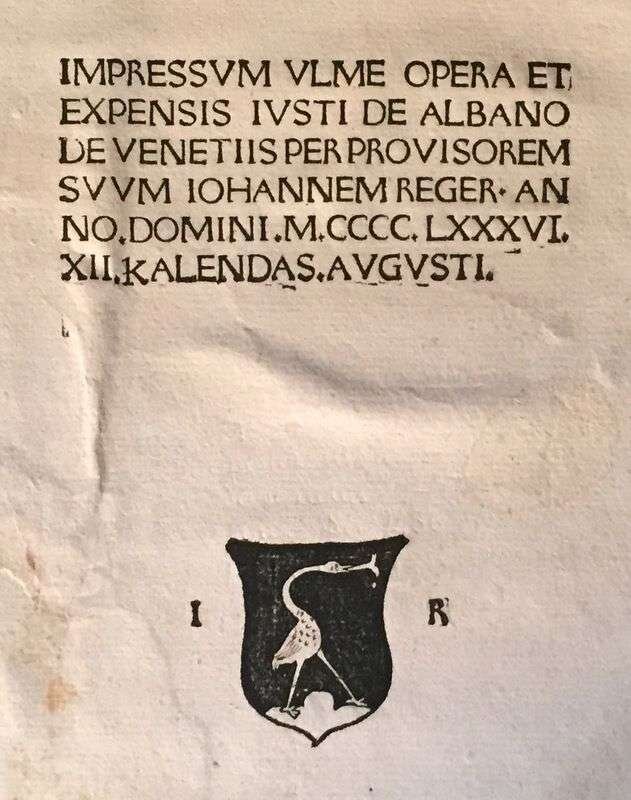 IMPRESSVM VLME OPERA ET
EXPENSIS IVSTI DE ALBANO
DE VENETIIS PER PROVISOREM
SVVM IOHANNEM REGER· AN
NO.DOMINI.M.CCCC.LXXXVI.
XII.KALENDAS.AVGVSTI.
I R